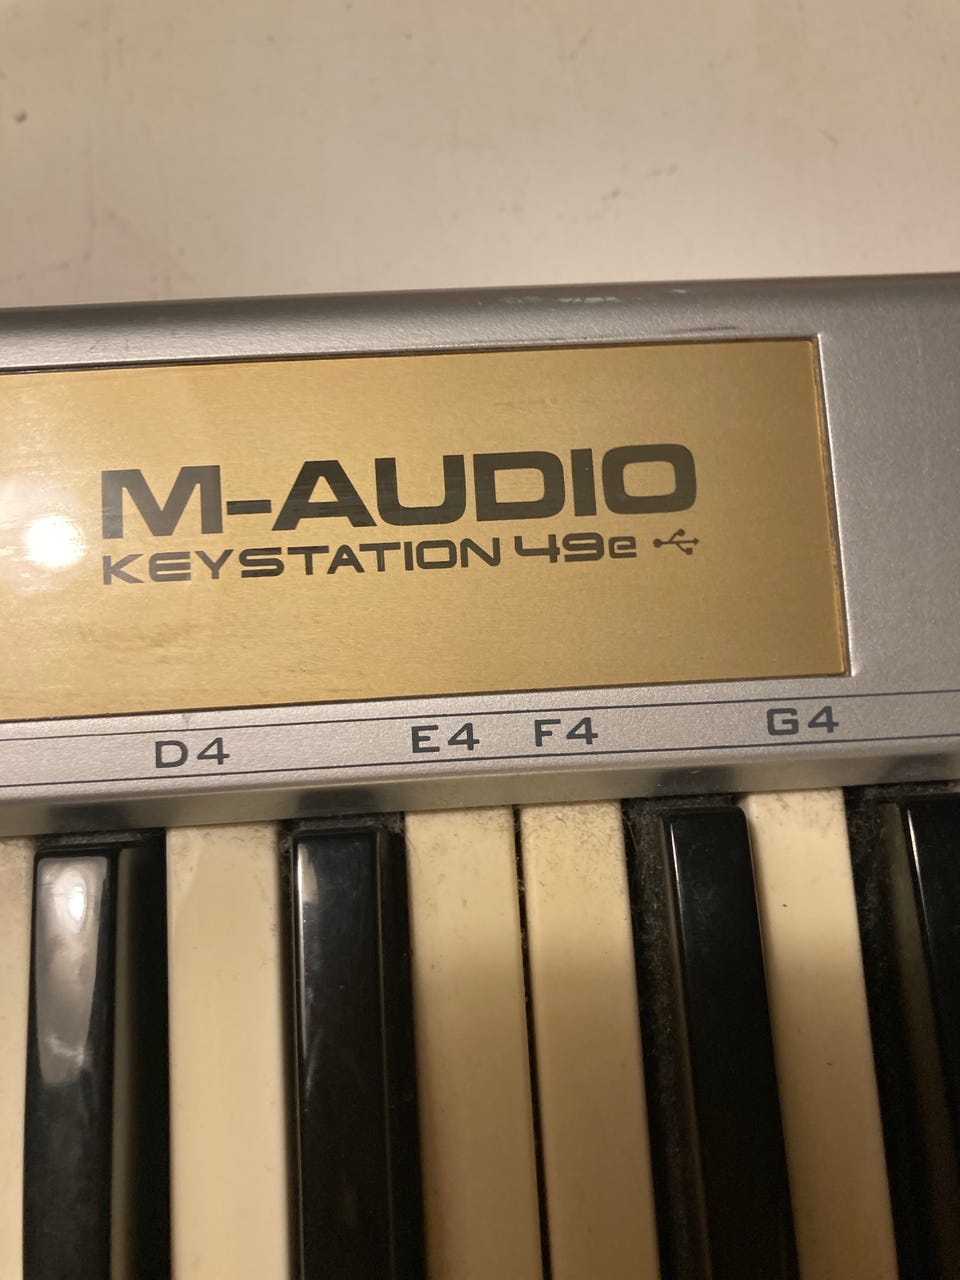 M-AUDIO
KEYSTATION 49e
D4 E4 F4 G4